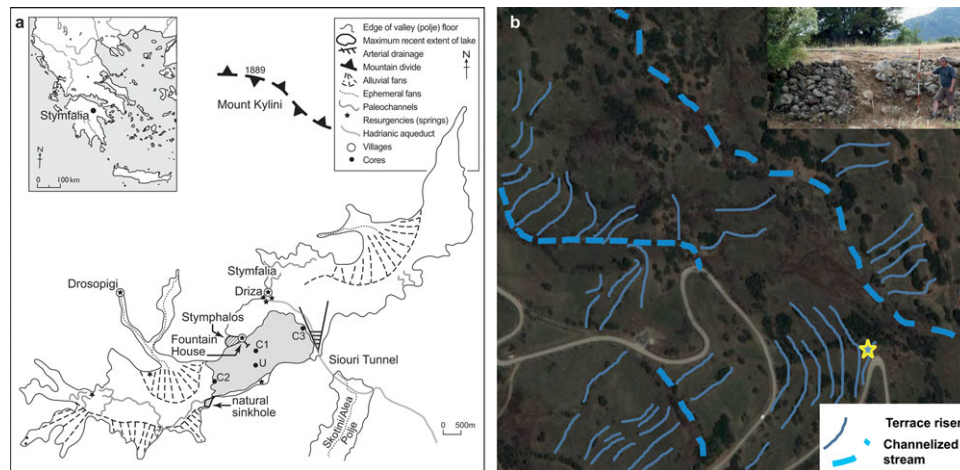 a
Stymfalia
N
0 100 km
1889
Mount Kylini
Edge of valley (polje) floor
Maximum recent extent of lake
Arterial drainage
Mountain divide
Alluvial fans
Ephemeral fans
Paleochannels
Resurgencies (springs)
Hadrianic aqueduct
Villages
Cores
N
Stymfalia
Drosopigi
Driza
Stymphalos
Fountain
House
C1
C3
U
C2
Siouri Tunnel
natural
sinkhole
Skotini/Alea
Polje
0 500m
b
Terrace riser
Channelized
stream